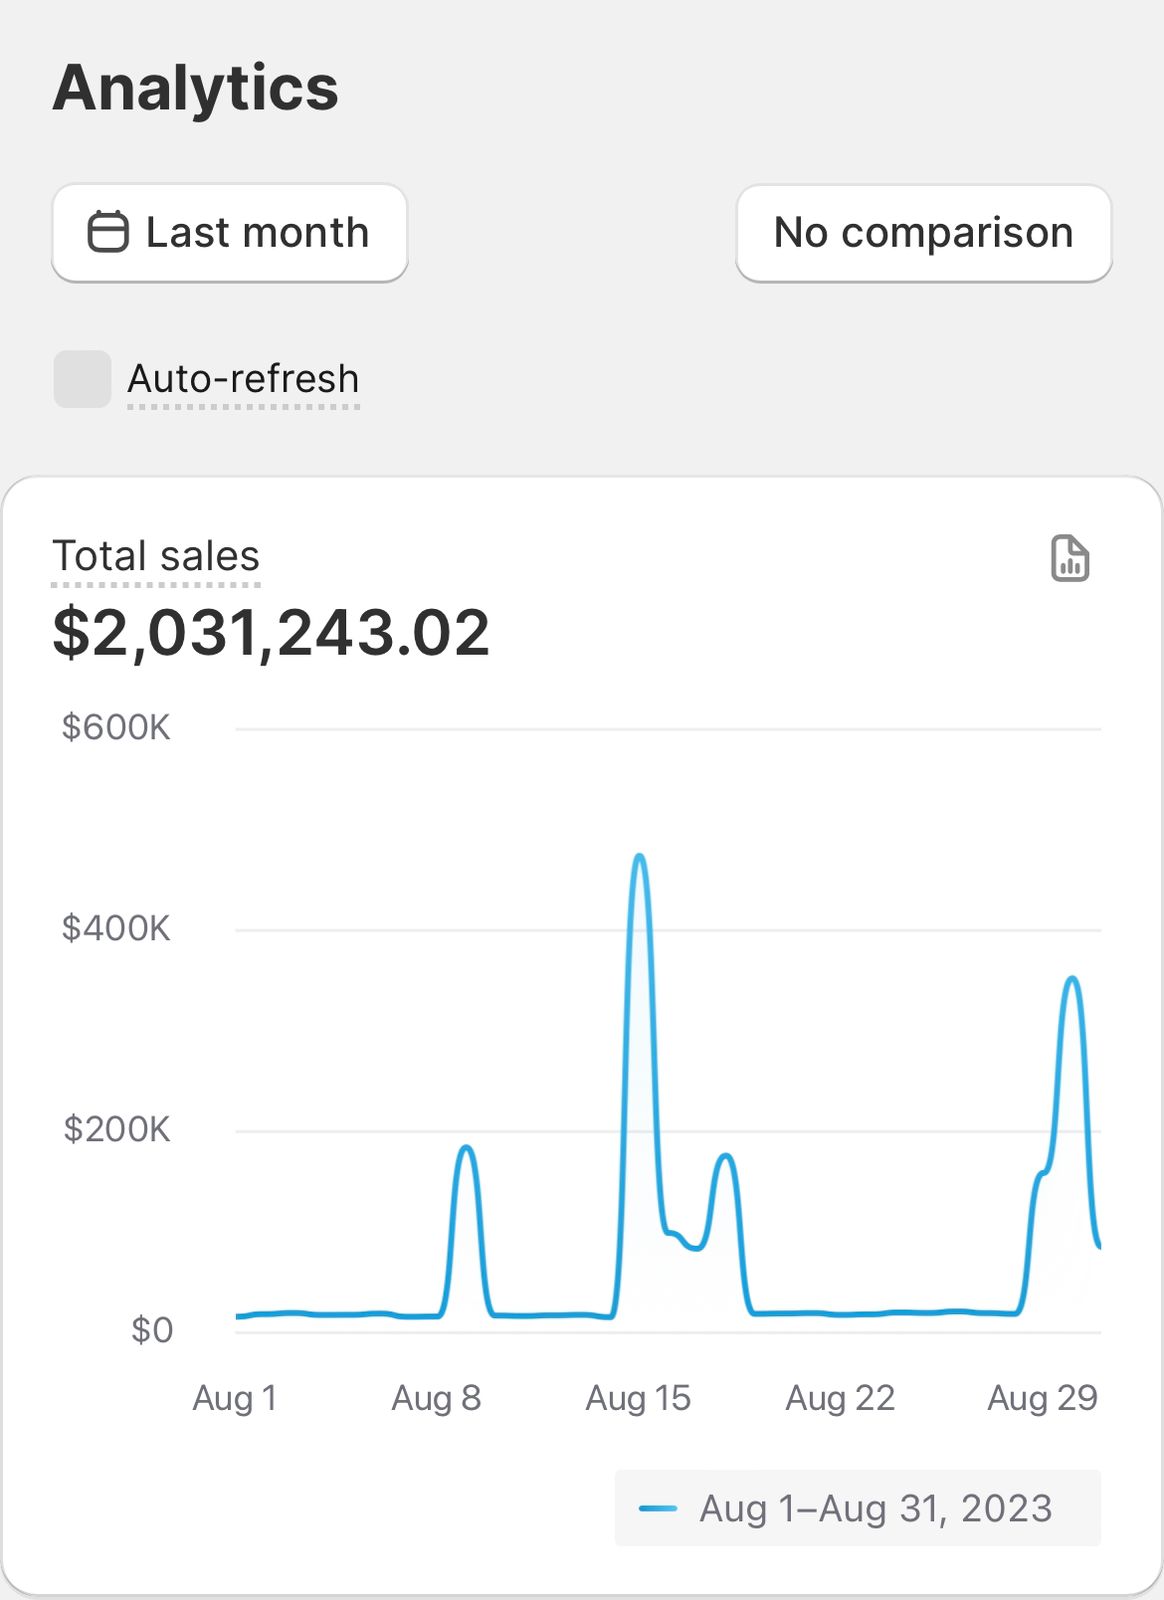 Analytics
Last month
No comparison
Auto-refresh
Total sales
$2,031,243.02
$600K
$400K
$200K
$0
Aug 1 Aug 8 Aug 15 Aug 22 Aug 29
Aug 1–Aug 31, 2023